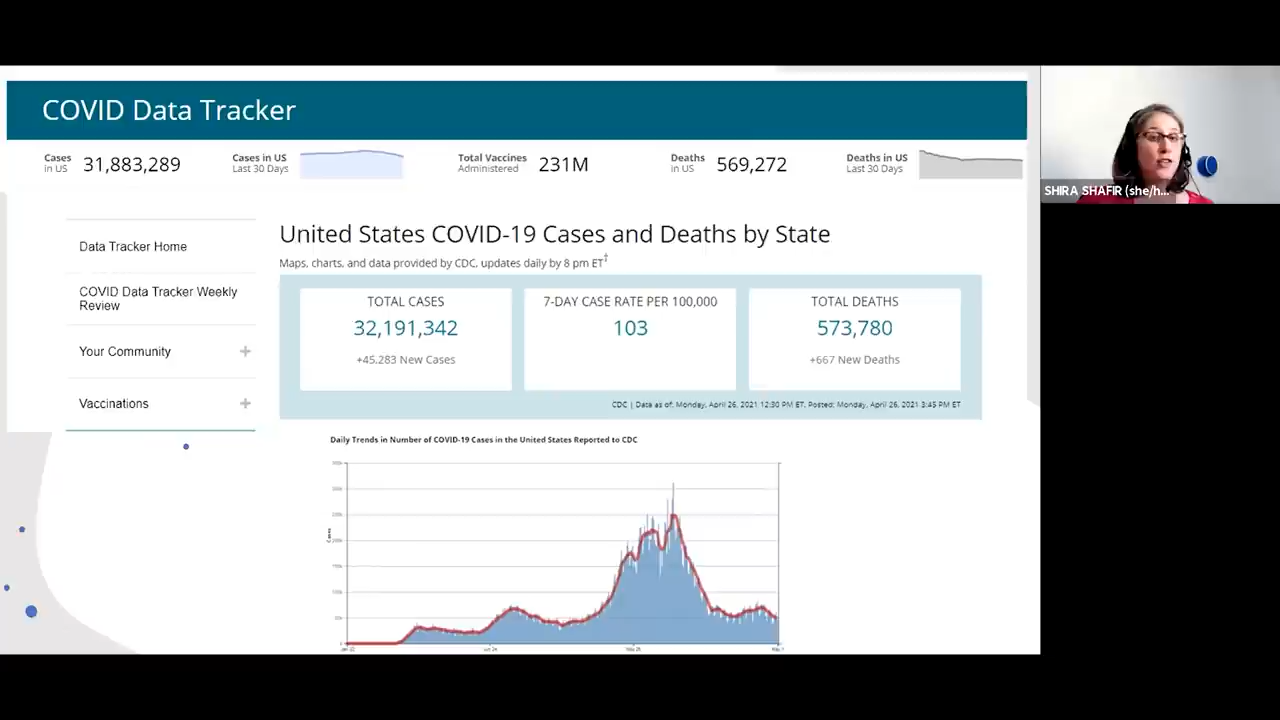 COVID Data Tracker
Cases in US 31,883,289
Cases in US Last 30 Days
Total Vaccines Administered 231M
Deaths in US 569,272
Deaths in US Last 30 Days
SHIRA SHAFIR (she/h...
Data Tracker Home
COVID Data Tracker Weekly
Review
Your Community +
Vaccinations +
United States COVID-19 Cases and Deaths by State
Maps, charts, and data provided by CDC, updates daily by 8 pm ET†
TOTAL CASES
32,191,342
+45,283 New Cases
7-DAY CASE RATE PER 100,000
103
TOTAL DEATHS
573,780
+667 New Deaths
CDC | Data as of: Monday, April 26, 2021 12:30 PM ET. Posted: Monday, April 26, 2021 3:45 PM ET
Daily Trends in Number of COVID-19 Cases in the United States Reported to CDC
Cases